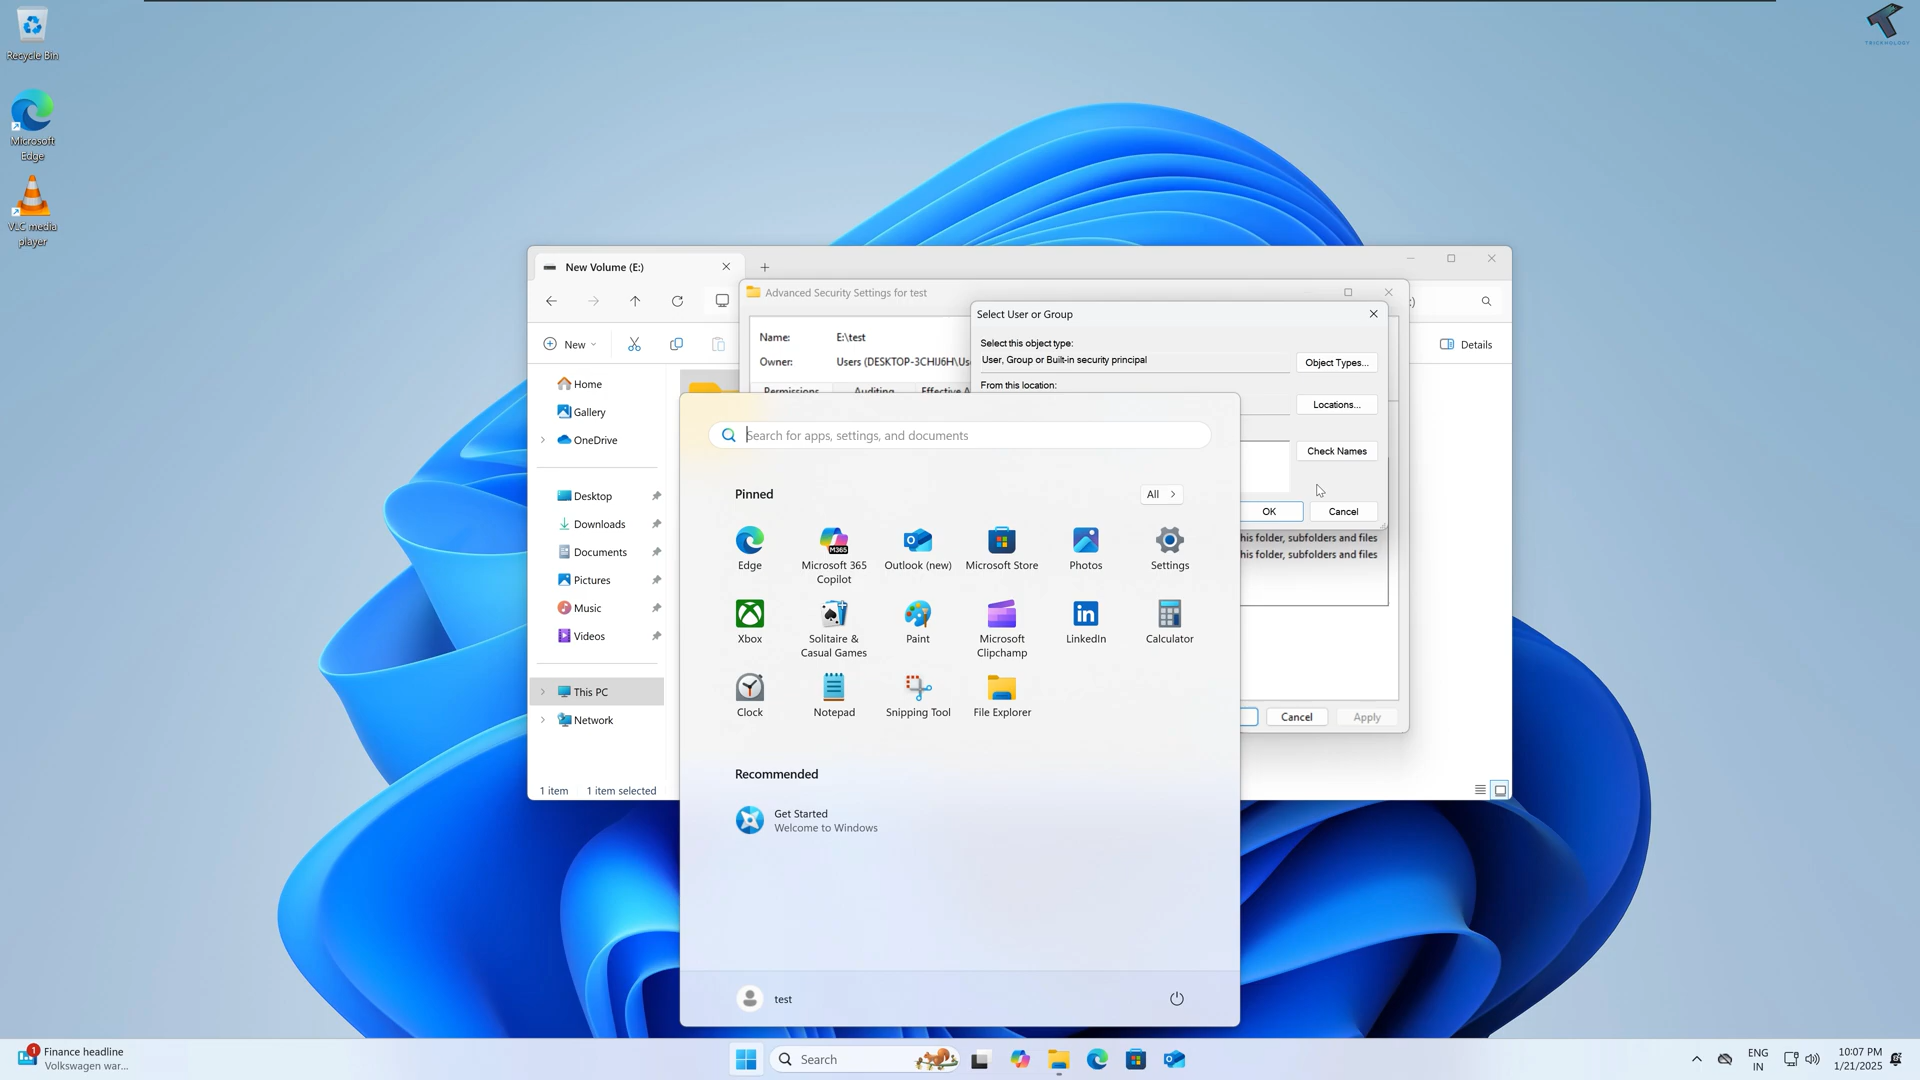 Recycle Bin
Microsoft
Edge
VLC media
player
TRICKNOLOGY
New Volume (E:)
New
Details
Home
Gallery
OneDrive
Desktop
Downloads
Documents
Pictures
Music
Videos
This PC
Network
1 item
1 item selected
Advanced Security Settings for test
Name:
E:\test
Owner:
Users (DESKTOP-3CHIJ6H\Us
Permissions
Auditing
Effective A
Select User or Group
Select this object type:
User, Group or Built-in security principal
Object Types...
From this location:
Locations...
Check Names
OK
Cancel
his folder, subfolders and files
his folder, subfolders and files
Cancel
Apply
Search for apps, settings, and documents
Pinned
All
Edge
Microsoft 365
Copilot
M365
Outlook (new)
Microsoft Store
Photos
Settings
Xbox
Solitaire &
Casual Games
Paint
Microsoft
Clipchamp
LinkedIn
Calculator
Clock
Notepad
Snipping Tool
File Explorer
Recommended
Get Started
Welcome to Windows
test
1
Finance headline
Volkswagen war...
Search
ENG
IN
10:07 PM
1/21/2025